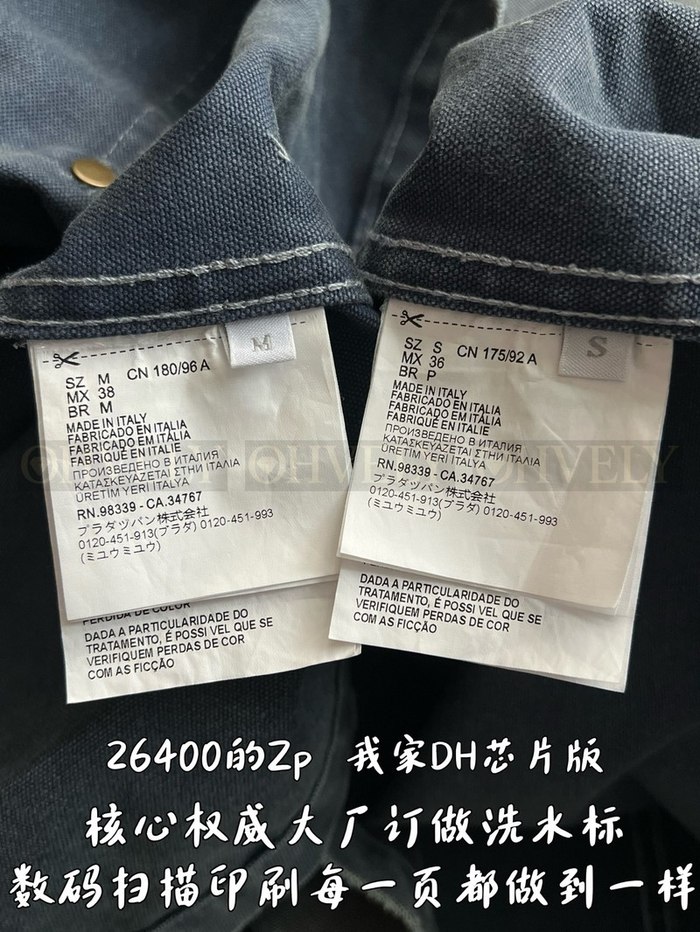 M
SZ M CN 180/96 A
MX 38
BR M
MADE IN ITALY
FABRICADO EN ITALIA
FABRICADO EM ITÁLIA
FABRIQUÉ EN ITALIE
ПРОИЗВЕДЕНО В ИТАЛИЯ
ΚΑΤΑΣΚΕΥΑΖΕΤΑΙ ΣΤΗΝ ΙΤΑΛΙΑ
ÜRETİM YERİ İTALYA
RN.98339 - CA.34767
プラダジャパン株式会社
0120-451-913(プラダ) 0120-451-993
(ミュウミュウ)
PERDIDA DE COLOR
DADA A PARTICULARIDADE DO
TRATAMENTO, É POSSI VEL QUE SE
VERIFIQUEM PERDAS DE COR
COM AS FICÇÃO
S
SZ S CN 175/92 A
MX 36
BR P
MADE IN ITALY
FABRICADO EN ITALIA
FABRICADO EM ITÁLIA
FABRIQUÉ EN ITALIE
ПРОИЗВЕДЕНО В ИТАЛИЯ
ΚΑΤΑΣΚΕΥΑΖΕΤΑΙ ΣΤΗΝ ΙΤΑΛΙΑ
ÜRETİM YERİ İTALYA
RN.98339 - CA.34767
プラダジャパン株式会社
0120-451-913(プラダ) 0120-451-993
(ミュウミュウ)
DADA A PARTICULARIDADE DO
TRATAMENTO, É POSSI VEL QUE SE
VERIFIQUEM PERDAS DE COR
COM AS FICÇÃO
OHVELY
26400的Zp 我家DH芯片版
核心权威大厂订做洗水标
数码扫描印刷每一页都做到一样